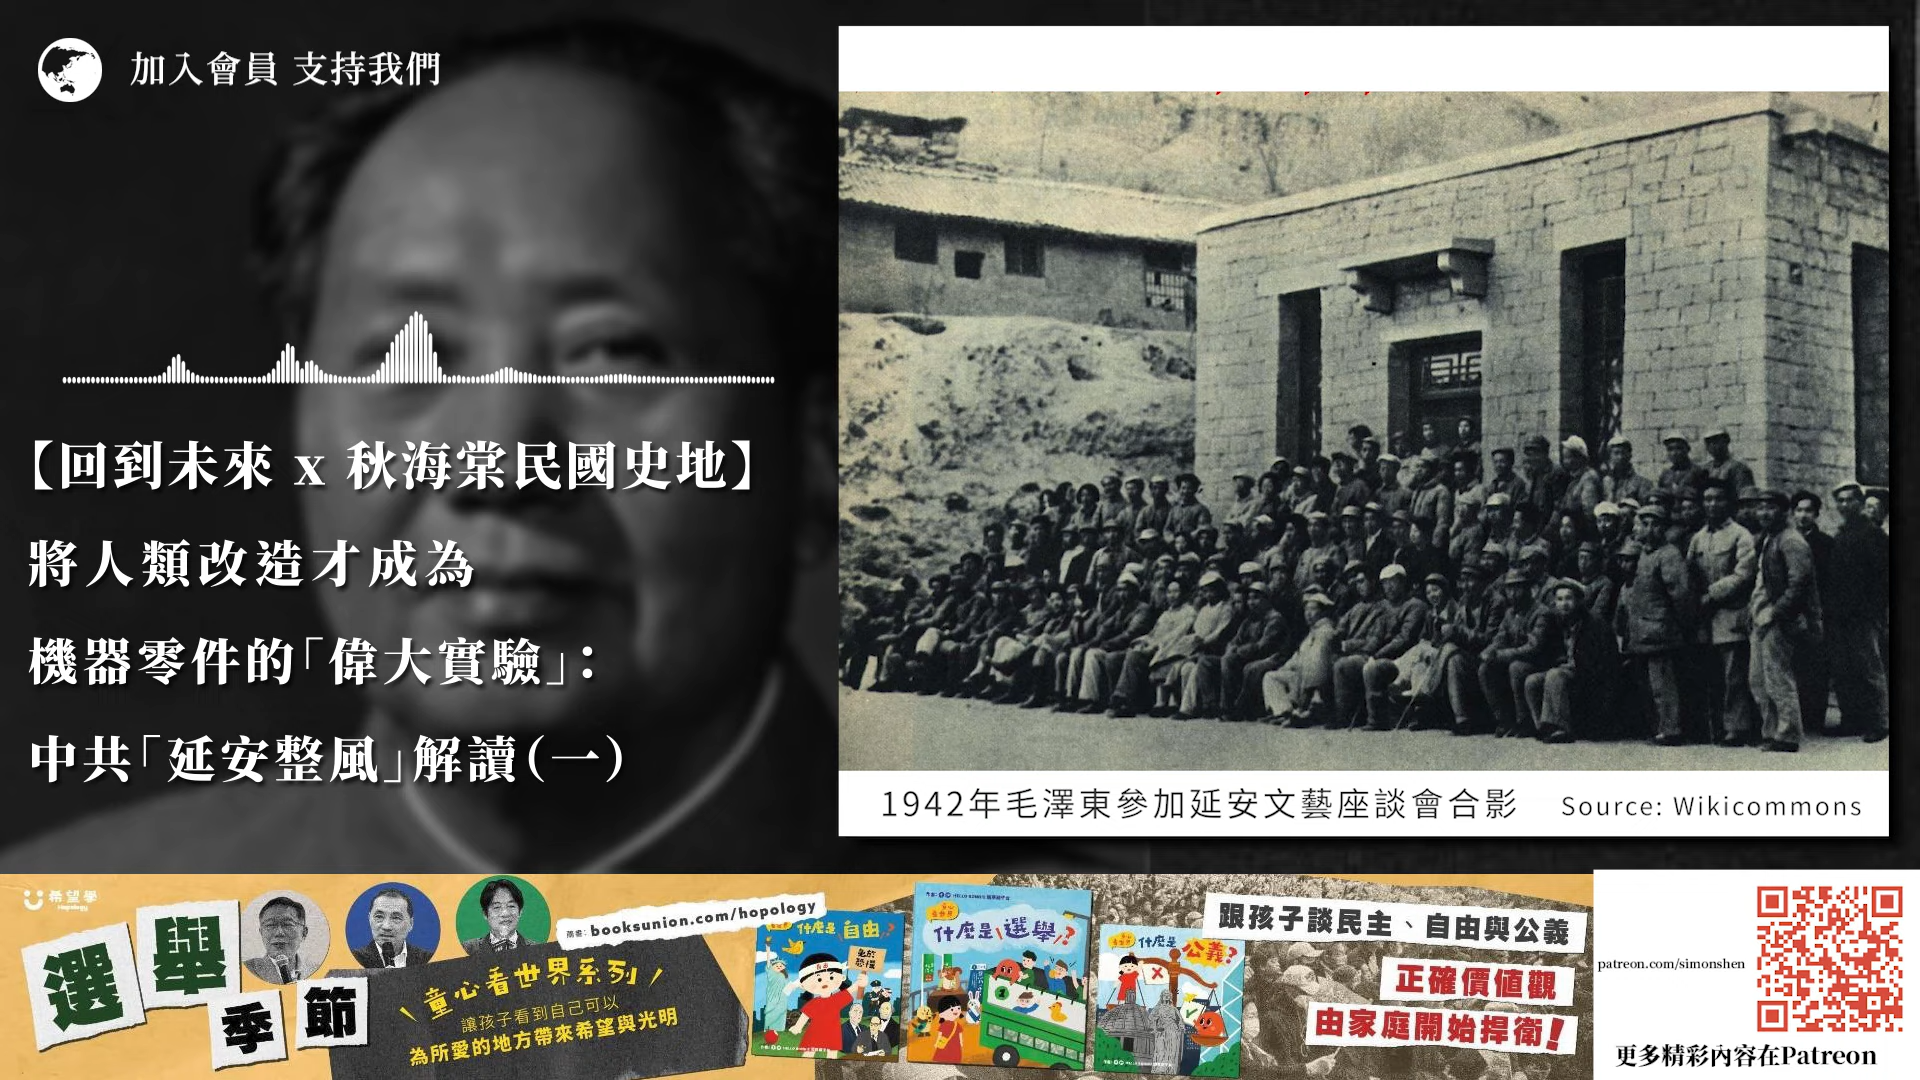 加入會員 支持我們
【回到未來 x 秋海棠民國史地】
將人類改造才成為
機器零件的「偉大實驗」：
中共「延安整風」解讀（一）
1942年毛澤東參加延安文藝座談會合影 Source: Wikicommons
希望學
Hopology
選舉
季節
購書：booksunion.com/hopology
\ 童心看世界系列 /
讓孩子看到自己可以
為所愛的地方帶來希望與光明
什麼是自由？
免於恐懼
什麼是選舉？
什麼是公義？
跟孩子談民主、自由與公義
正確價值觀
由家庭開始捍衛！
patreon.com/simonshen
更多精彩內容在Patreon